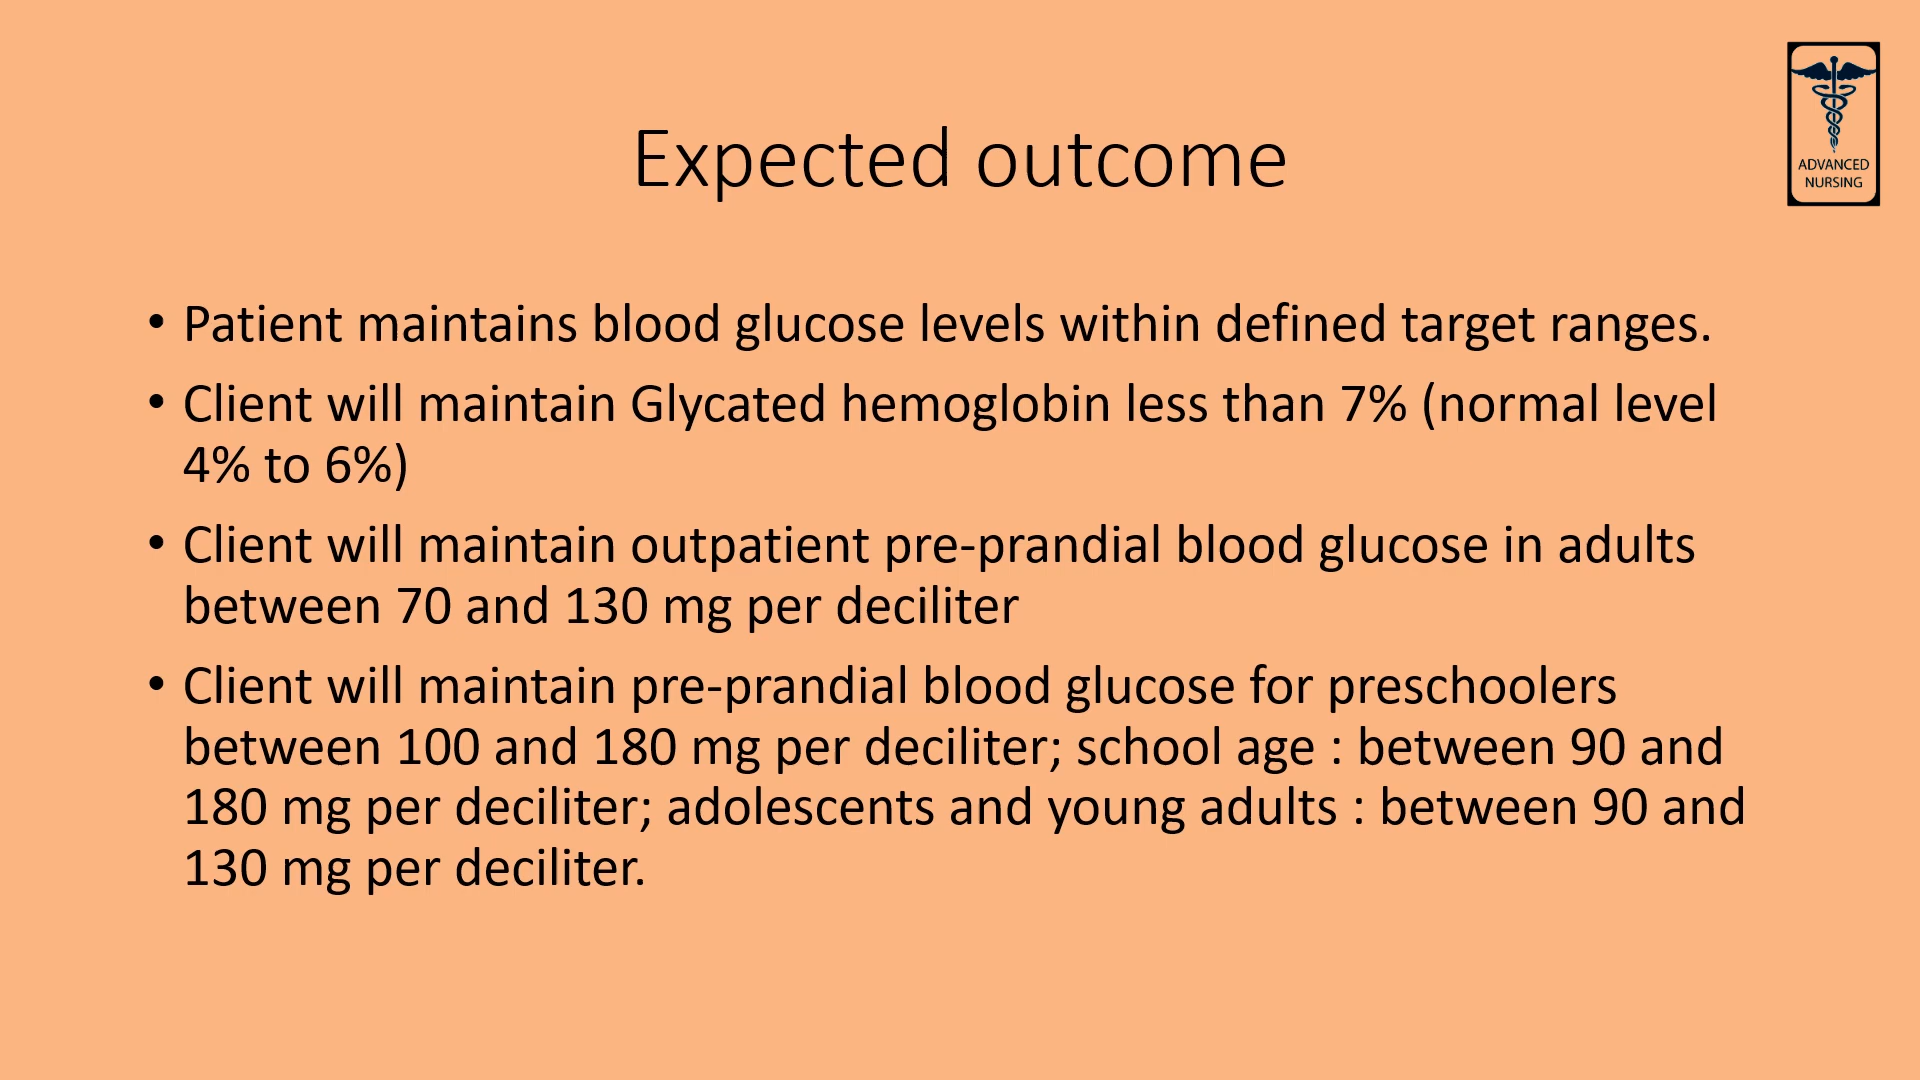 ADVANCED
NURSING
Expected outcome
• Patient maintains blood glucose levels within defined target ranges.
• Client will maintain Glycated hemoglobin less than 7% (normal level
4% to 6%)
• Client will maintain outpatient pre-prandial blood glucose in adults
between 70 and 130 mg per deciliter
• Client will maintain pre-prandial blood glucose for preschoolers
between 100 and 180 mg per deciliter; school age : between 90 and
180 mg per deciliter; adolescents and young adults : between 90 and
130 mg per deciliter.